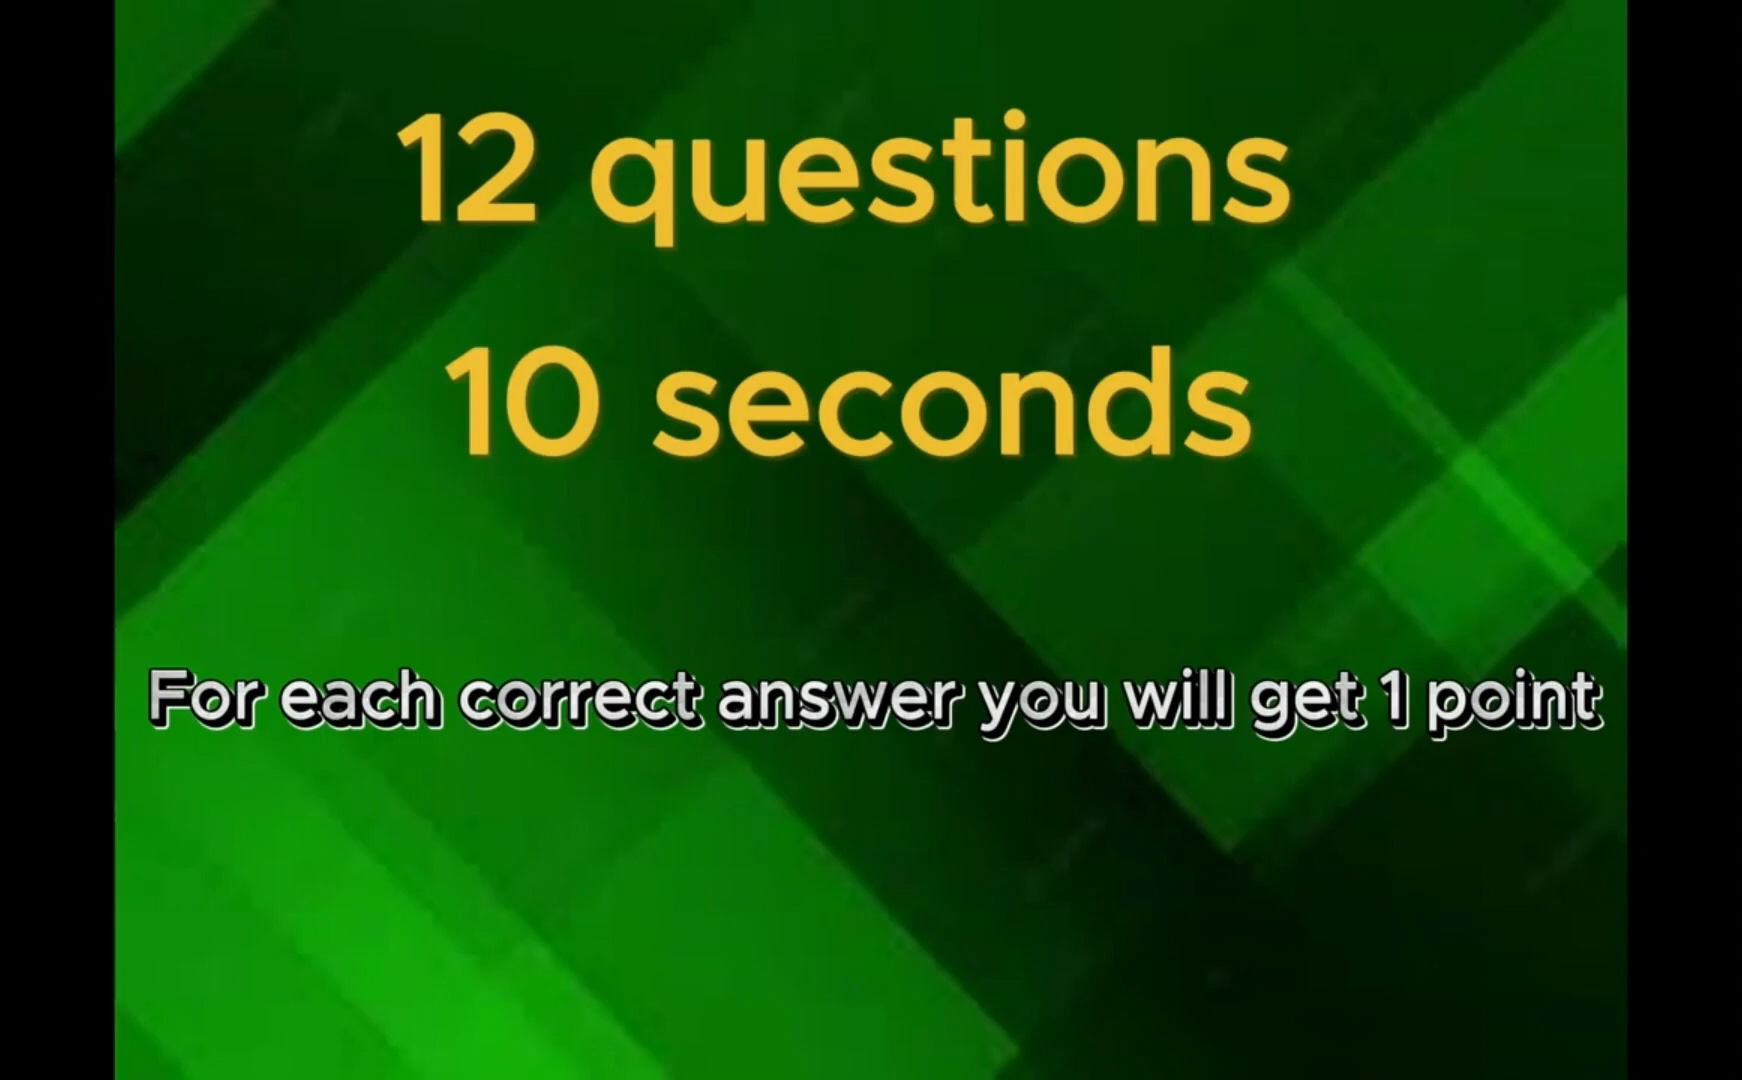 12 questions
10 seconds
For each correct answer you will get 1 point